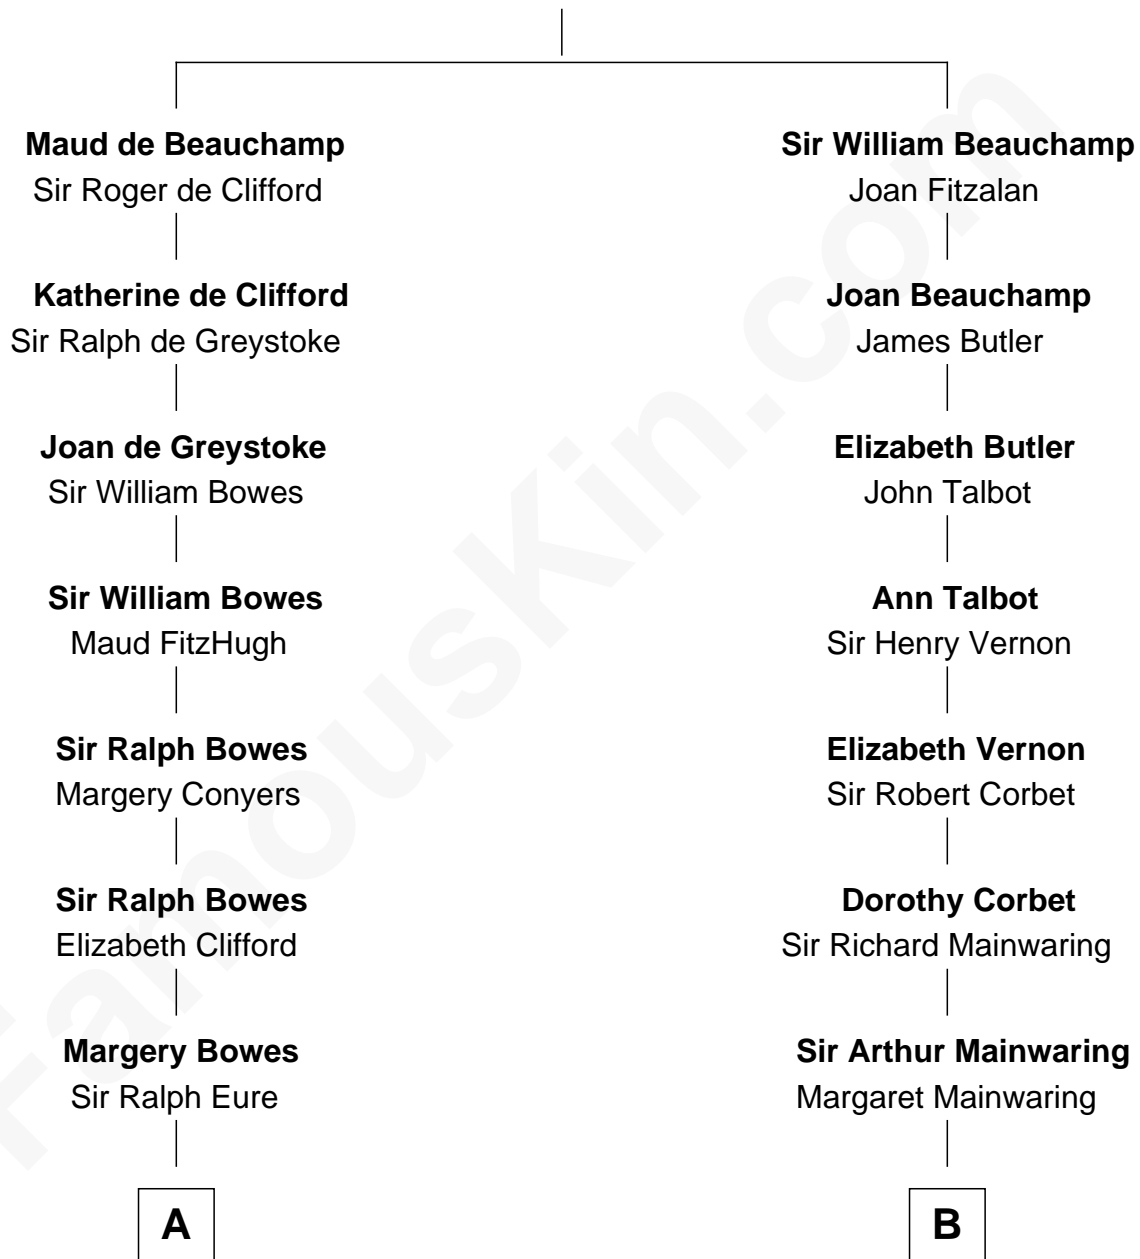 Maud de Beauchamp
Sir Roger de Clifford
Katherine de Clifford
Sir Ralph de Greystoke
Joan de Greystoke
Sir William Bowes
Sir William Bowes
Maud FitzHugh
Sir Ralph Bowes
Margery Conyers
Sir Ralph Bowes
Elizabeth Clifford
Margery Bowes
Sir Ralph Eure
A
Sir William Beauchamp
Joan Fitzalan
Joan Beauchamp
James Butler
Elizabeth Butler
John Talbot
Ann Talbot
Sir Henry Vernon
Elizabeth Vernon
Sir Robert Corbet
Dorothy Corbet
Sir Richard Mainwaring
Sir Arthur Mainwaring
Margaret Mainwaring
B
FamousKin.com